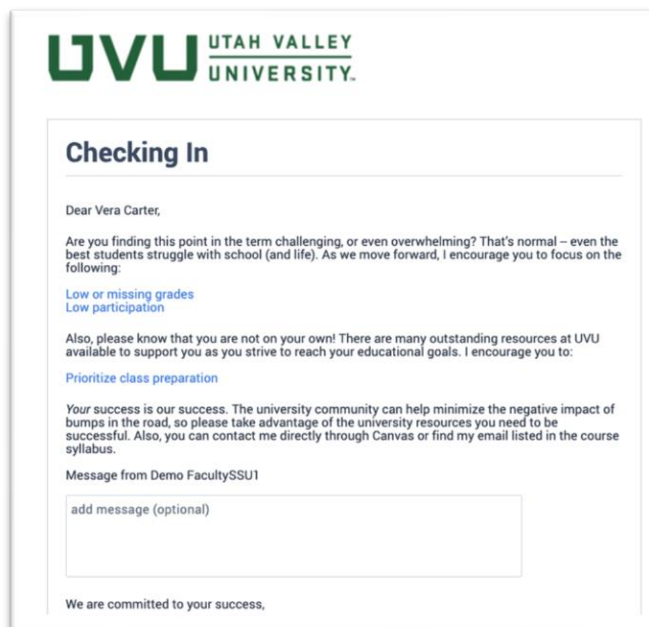 UVU UTAH VALLEY
UNIVERSITY™
Checking In
Dear Vera Carter,
Are you finding this point in the term challenging, or even overwhelming? That's normal – even the
best students struggle with school (and life). As we move forward, I encourage you to focus on the
following:
Low or missing grades
Low participation
Also, please know that you are not on your own! There are many outstanding resources at UVU
available to support you as you strive to reach your educational goals. I encourage you to:
Prioritize class preparation
Your success is our success. The university community can help minimize the negative impact of
bumps in the road, so please take advantage of the university resources you need to be
successful. Also, you can contact me directly through Canvas or find my email listed in the course
syllabus.
Message from Demo FacultySSU1
add message (optional)
We are committed to your success,